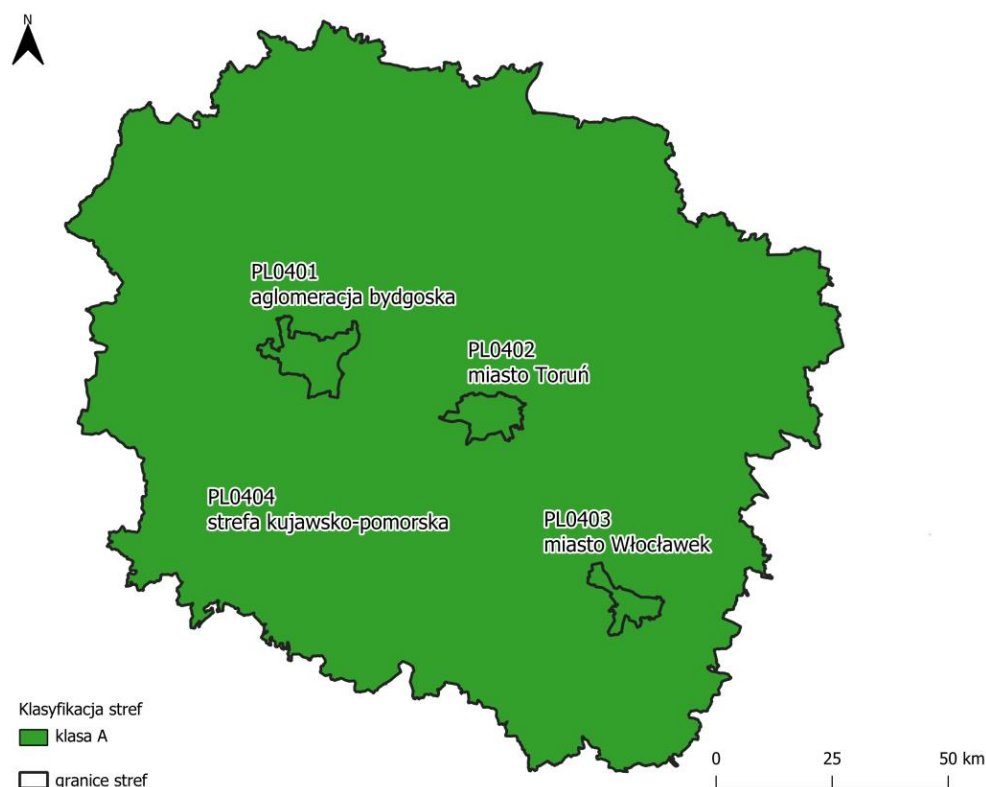 N
PL0401
aglomeracja bydgoska
PL0402
miasto Toruń
PL0404
strefa kujawsko-pomorska
PL0403
miasto Włocławek
Klasyfikacja stref
klasa A
granice stref
0 25 50 km